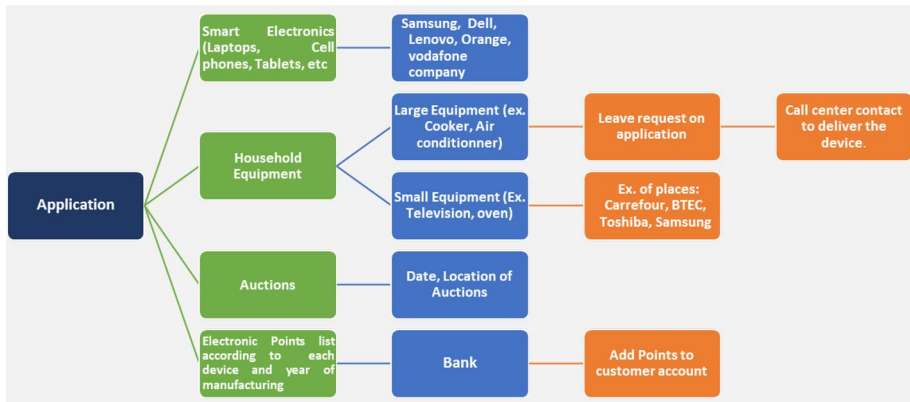 Application
Smart Electronics
(Laptops, Cell
phones, Tablets, etc
Samsung, Dell,
Lenovo, Orange,
vodafone
company
Household
Equipment
Large Equipment (ex.
Cooker, Air
conditionner)
Leave request on
application
Call center contact
to deliver the
device.
Small Equipment (Ex.
Television, oven)
Ex. of places:
Carrefour, BTEC,
Toshiba, Samsung
Auctions
Date, Location of
Auctions
Electronic Points list
according to each
device and year of
manufacturing
Bank
Add Points to
customer account